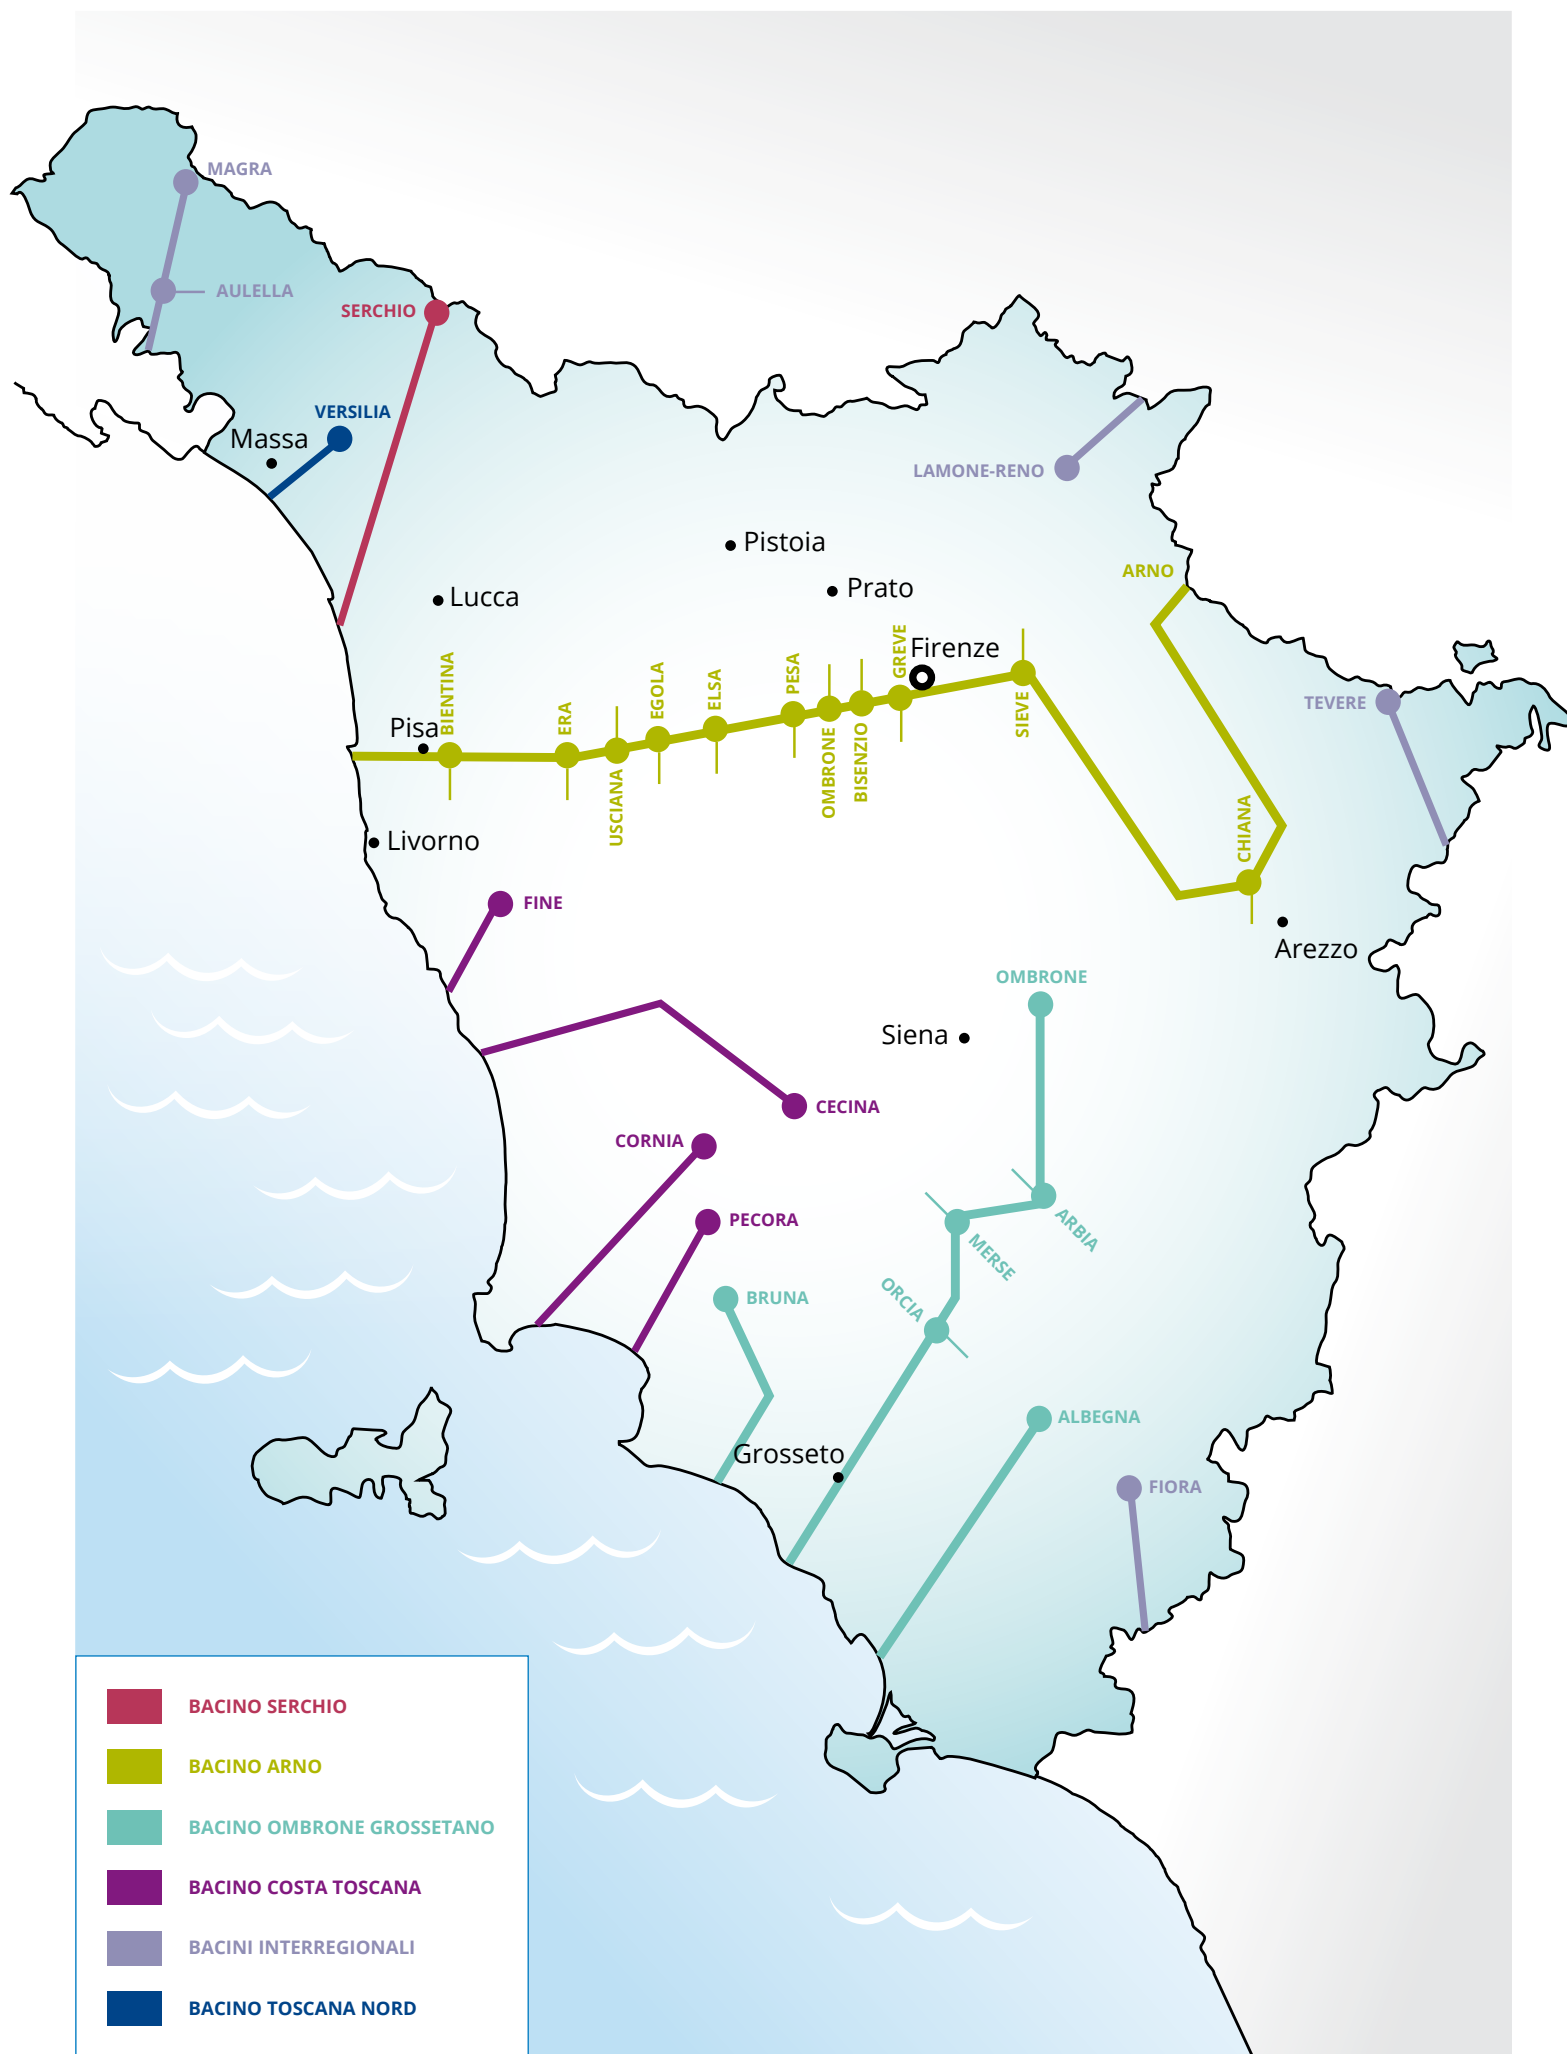 MAGRA
AULELLA
SERCHIO
VERSILIA
Massa
LAMONE-RENO
Pistoia
ARNO
Prato
Lucca
Firenze
GREVE
BIENTINA
EGOLA
ELSA
PESA
SIEVE
TEVERE
ERA
Pisa
OMBRONE
BISENZIO
USCIANA
CHIANA
Livorno
FINE
Arezzo
OMBRONE
Siena
CECINA
CORNIA
PECORA
ARBIA
MERSE
ORCIA
BRUNA
ALBEGNA
Grosseto
FIORA
BACINO SERCHIO
BACINO ARNO
BACINO OMBRONE GROSSETANO
BACINO COSTA TOSCANA
BACINI INTERREGIONALI
BACINO TOSCANA NORD